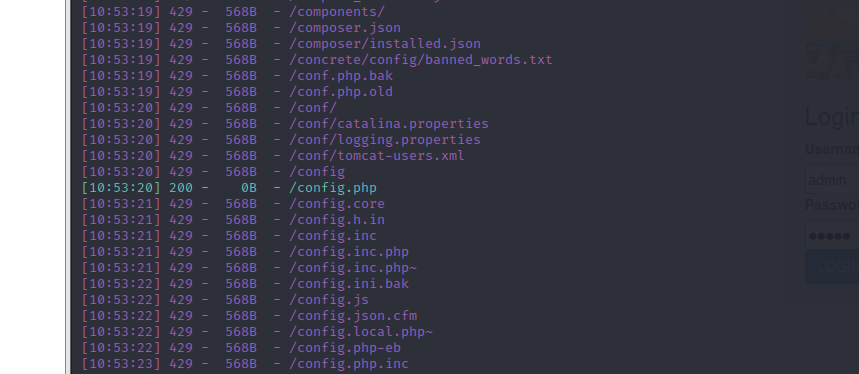 [10:53:19] 429 -  568B  - /components/
[10:53:19] 429 -  568B  - /composer.json
[10:53:19] 429 -  568B  - /composer/installed.json
[10:53:19] 429 -  568B  - /concrete/config/banned_words.txt
[10:53:19] 429 -  568B  - /conf.php.bak
[10:53:19] 429 -  568B  - /conf.php.old
[10:53:20] 429 -  568B  - /conf/
[10:53:20] 429 -  568B  - /conf/catalina.properties
[10:53:20] 429 -  568B  - /conf/logging.properties
[10:53:20] 429 -  568B  - /conf/tomcat-users.xml
[10:53:20] 429 -  568B  - /config
[10:53:20] 200 -    0B  - /config.php
[10:53:21] 429 -  568B  - /config.core
[10:53:21] 429 -  568B  - /config.h.in
[10:53:21] 429 -  568B  - /config.inc
[10:53:21] 429 -  568B  - /config.inc.php
[10:53:21] 429 -  568B  - /config.inc.php~
[10:53:22] 429 -  568B  - /config.ini.bak
[10:53:22] 429 -  568B  - /config.js
[10:53:22] 429 -  568B  - /config.json.cfm
[10:53:22] 429 -  568B  - /config.local.php~
[10:53:22] 429 -  568B  - /config.php-eb
[10:53:23] 429 -  568B  - /config.php.inc
Login
Usernam
admin
Passwo
●●●●●
LOGIN